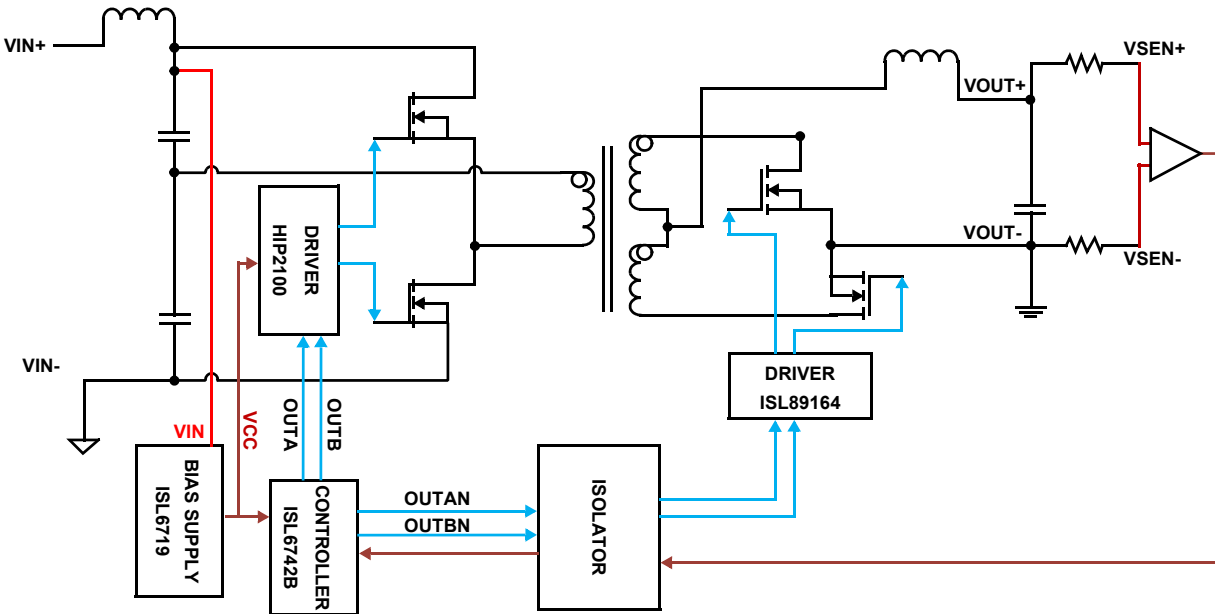 VIN+
VSEN+
VOUT+
DRIVER
HIP2100
VOUT-
VSEN-
VIN-
DRIVER
ISL89164
VIN
VCC
OUTA
OUTB
BIAS SUPPLY
ISL6719
CONTROLLER
ISL6742B
OUTAN
OUTBN
ISOLATOR